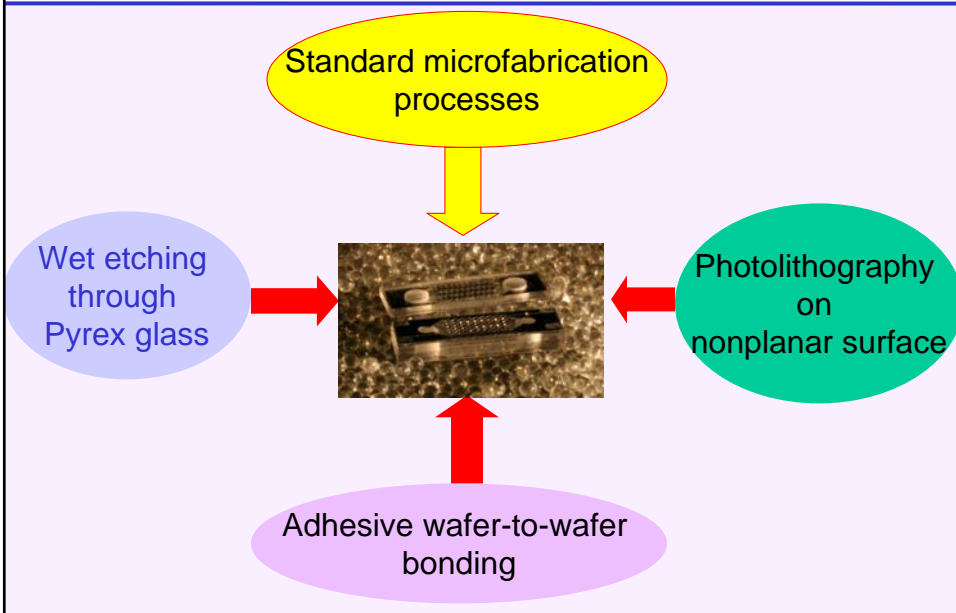 Standard microfabrication
processes
Wet etching
through
Pyrex glass
Photolithography
on
nonplanar surface
Adhesive wafer-to-wafer
bonding